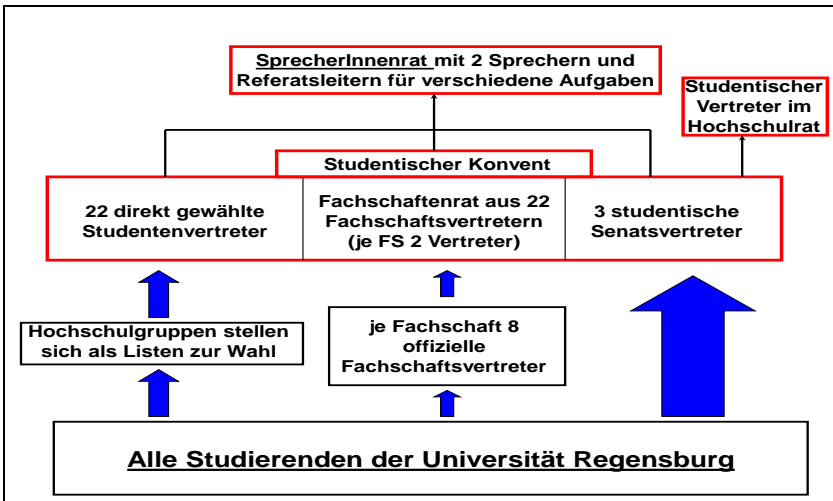 SprecherInnenrat mit 2 Sprechern und
Referatsleitern für verschiedene Aufgaben
Studentischer
Vertreter im
Hochschulrat
Studentischer Konvent
22 direkt gewählte
Studentenvertreter
Fachschaftenrat aus 22
Fachschaftsvertretern
(je FS 2 Vertreter)
3 studentische
Senatsvertreter
Hochschulgruppen stellen
sich als Listen zur Wahl
je Fachschaft 8
offizielle
Fachschaftsvertreter
Alle Studierenden der Universität Regensburg